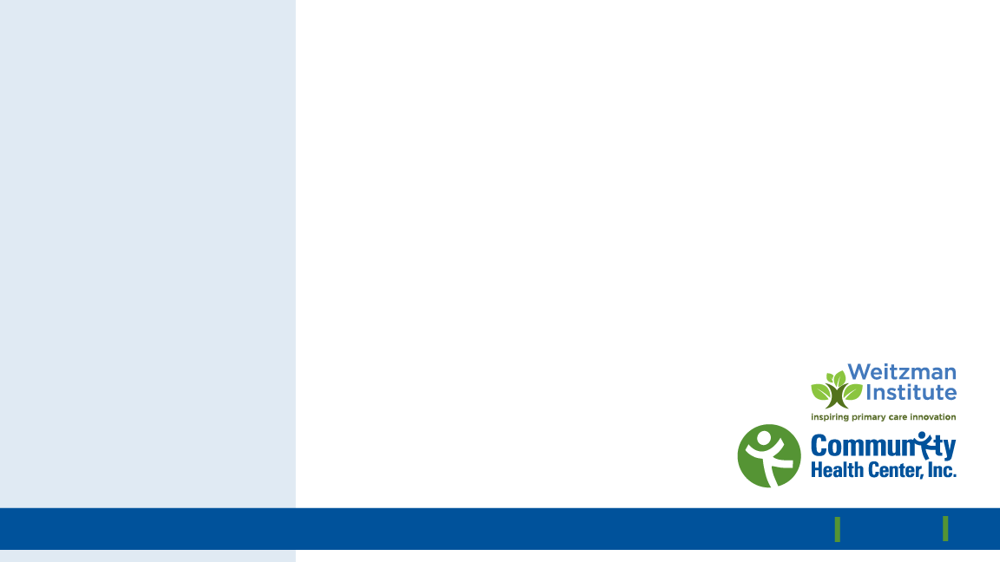 Weitzman
Institute
inspiring primary care innovation
Community
Health Center, Inc.